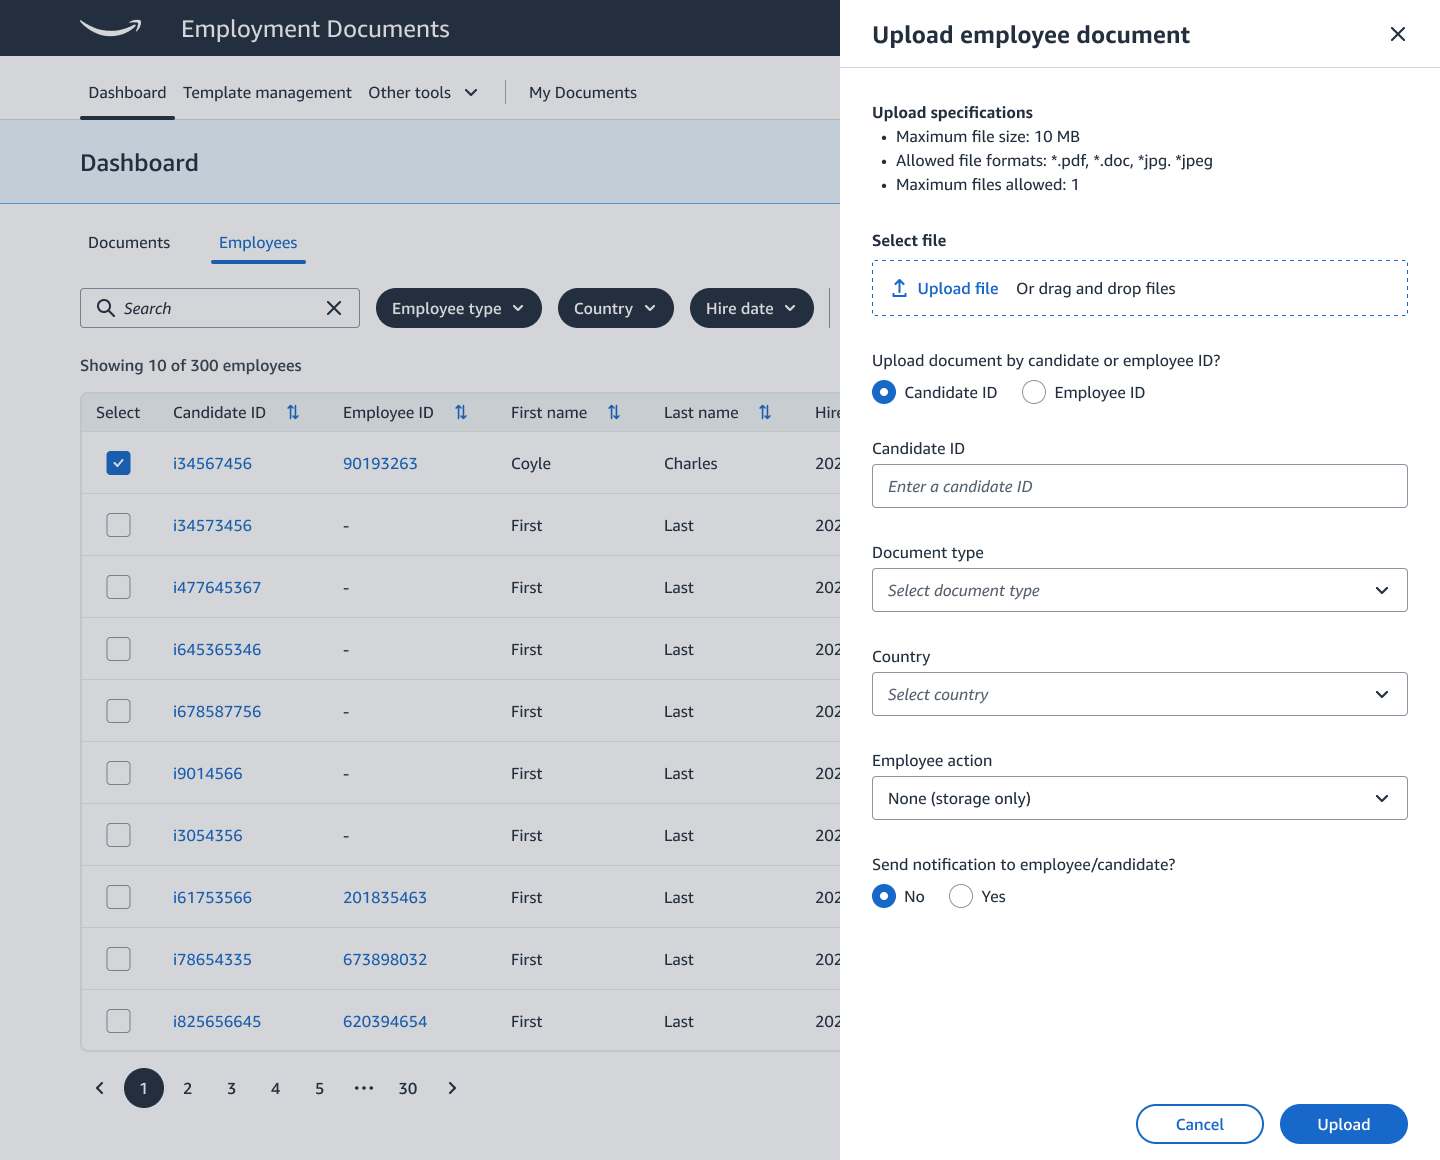 Employment Documents
Dashboard Template management Other tools My Documents
Dashboard
Documents Employees
Search Employee type Country Hire date
Showing 10 of 300 employees
Select Candidate ID Employee ID First name Last name Hire
i34567456 90193263 Coyle Charles 202
i34573456 - First Last 202
i477645367 - First Last 202
i645365346 - First Last 202
i678587756 - First Last 202
i9014566 - First Last 202
i3054356 - First Last 202
i61753566 201835463 First Last 202
i78654335 673898032 First Last 202
i825656645 620394654 First Last 202
1 2 3 4 5 ••• 30
Upload employee document
Upload specifications
• Maximum file size: 10 MB
• Allowed file formats: *.pdf, *.doc, *jpg. *jpeg
• Maximum files allowed: 1
Select file
Upload file Or drag and drop files
Upload document by candidate or employee ID?
Candidate ID Employee ID
Candidate ID
Enter a candidate ID
Document type
Select document type
Country
Select country
Employee action
None (storage only)
Send notification to employee/candidate?
No Yes
Cancel Upload